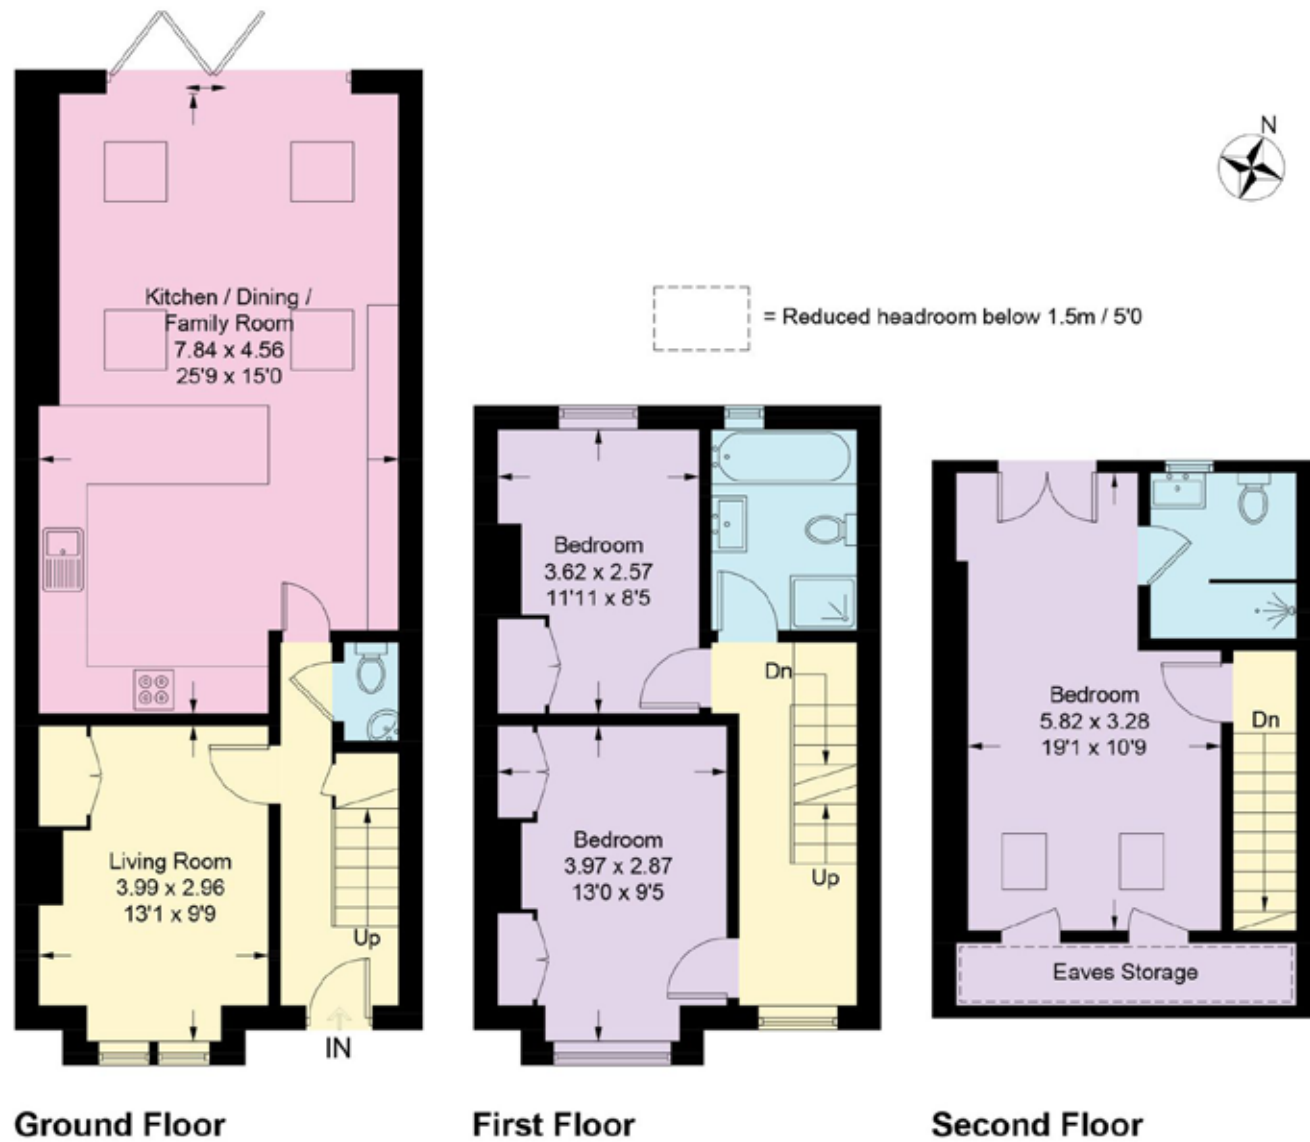 N
Kitchen / Dining /
Family Room
7.84 x 4.56
25'9 x 15'0
= Reduced headroom below 1.5m / 5'0
Living Room
3.99 x 2.96
13'1 x 9'9
Up
IN
Ground Floor
Bedroom
3.62 x 2.57
11'11 x 8'5
Dn
Bedroom
3.97 x 2.87
13'0 x 9'5
Up
First Floor
Bedroom
5.82 x 3.28
19'1 x 10'9
Dn
Eaves Storage
Second Floor